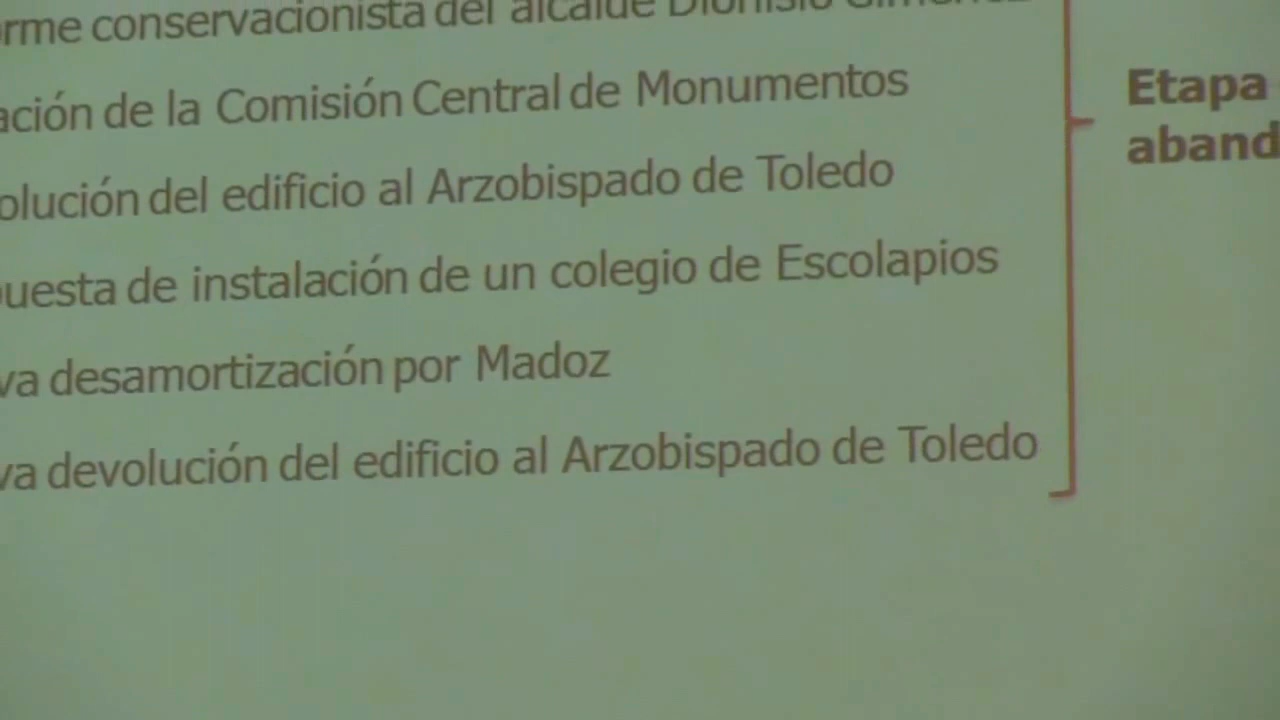 rme conservacionista del alcalde Dionisio
ación de la Comisión Central de Monumentos
olución del edificio al Arzobispado de Toledo
uesta de instalación de un colegio de Escolapios
va desamortización por Madoz
va devolución del edificio al Arzobispado de Toledo
Etapa
aband